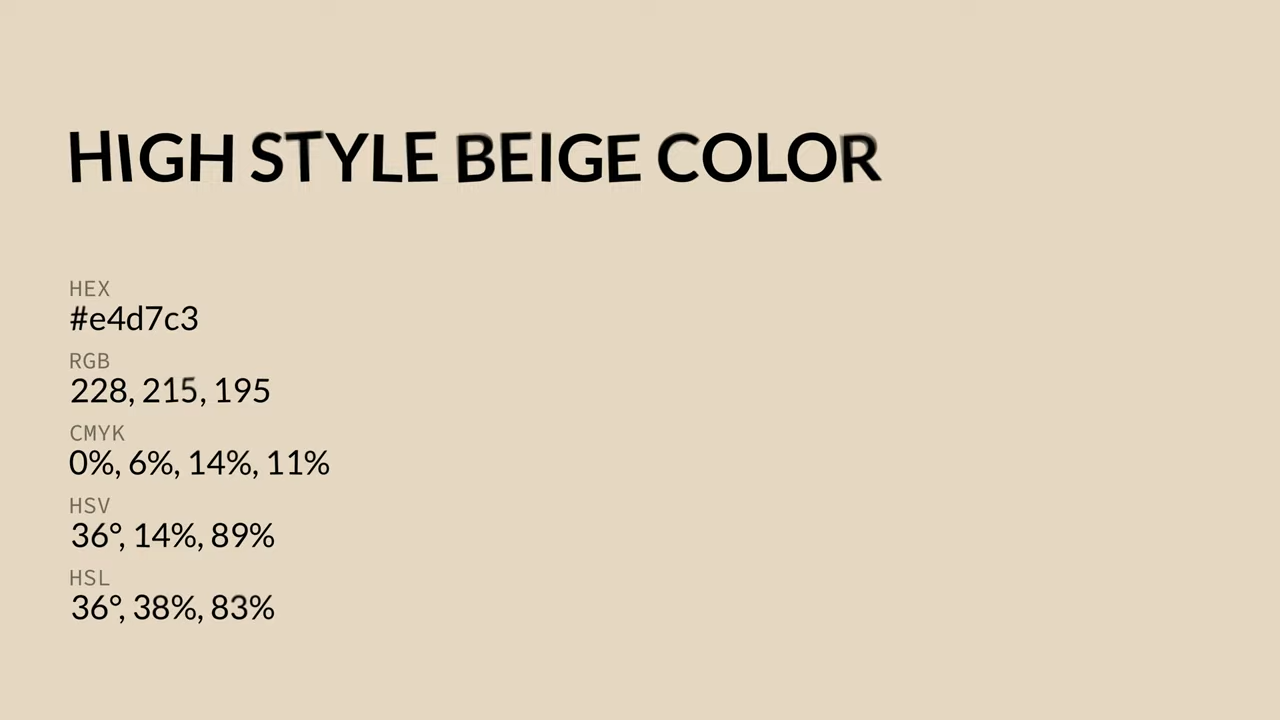 HIGH STYLE BEIGE COLOR
HEX
#e4d7c3
RGB
228, 215, 195
CMYK
0%, 6%, 14%, 11%
HSV
36°, 14%, 89%
HSL
36°, 38%, 83%